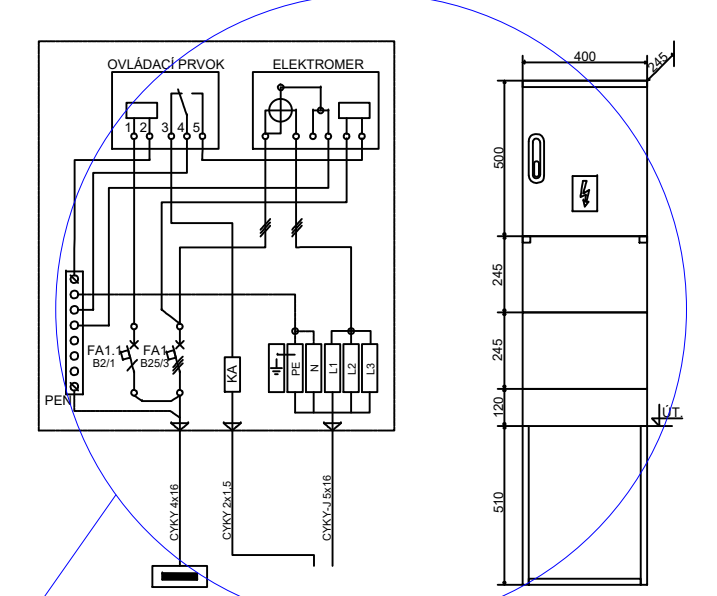 OVLÁDACÍ PRVOK
ELEKTROMER
1 2 3 4 5
FA1.1
B2/1
FA1
B25/3
PEN
KA
PE
N
L1
L2
L3
CYKY 4x16
CYKY 2x1,5
CYKY-J 5x16
400
245
500
245
245
120
510
ÚT.